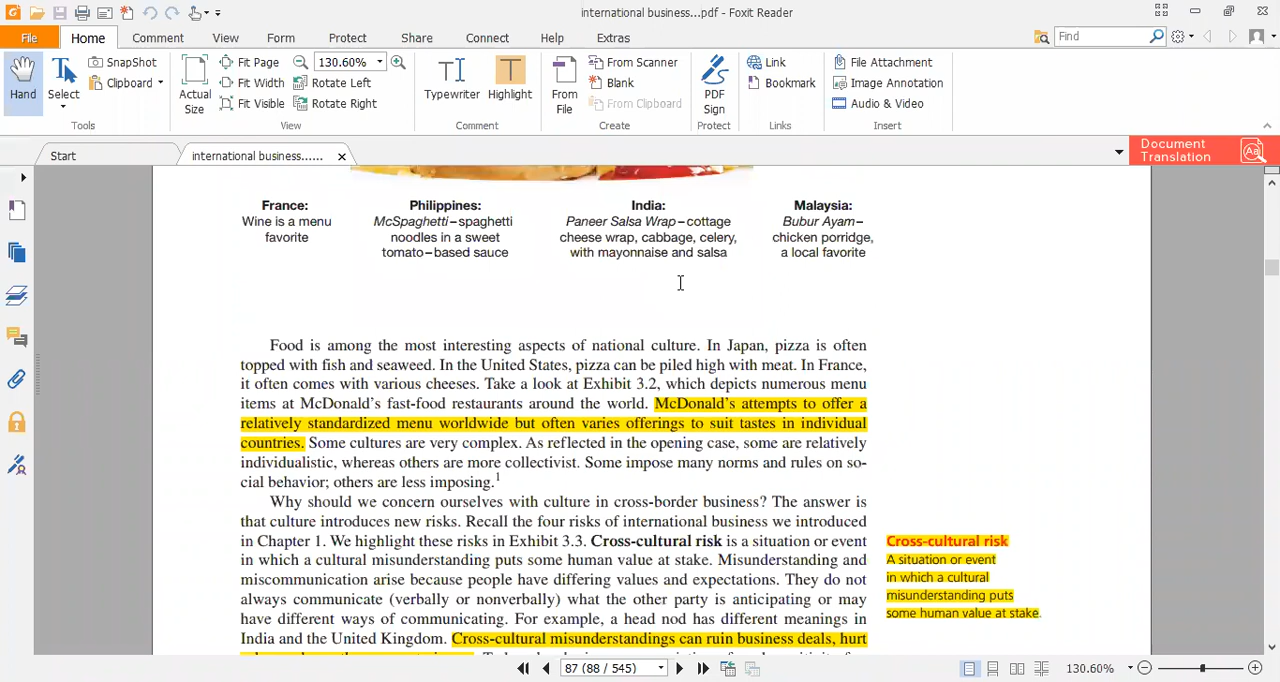 international business...pdf - Foxit Reader
File Home Comment View Form Protect Share Connect Help Extras Find
Hand
Select
SnapShot
Clipboard
Tools
Actual
Size
Fit Page
Fit Width
Fit Visible
130.60%
Rotate Left
Rotate Right
View
Typewriter
Highlight
Comment
From
File
From Scanner
Blank
From Clipboard
Create
PDF
Sign
Protect
Link
Bookmark
Links
File Attachment
Image Annotation
Audio & Video
Insert
Start
international business......
Document
Translation
France:
Wine is a menu
favorite
Philippines:
McSpaghetti–spaghetti
noodles in a sweet
tomato–based sauce
India:
Paneer Salsa Wrap–cottage
cheese wrap, cabbage, celery,
with mayonnaise and salsa
Malaysia:
Bubur Ayam–
chicken porridge,
a local favorite
Food is among the most interesting aspects of national culture. In Japan, pizza is often
topped with fish and seaweed. In the United States, pizza can be piled high with meat. In France,
it often comes with various cheeses. Take a look at Exhibit 3.2, which depicts numerous menu
items at McDonald's fast-food restaurants around the world. McDonald's attempts to offer a
relatively standardized menu worldwide but often varies offerings to suit tastes in individual
countries. Some cultures are very complex. As reflected in the opening case, some are relatively
individualistic, whereas others are more collectivist. Some impose many norms and rules on so-
cial behavior; others are less imposing.1
Why should we concern ourselves with culture in cross-border business? The answer is
that culture introduces new risks. Recall the four risks of international business we introduced
in Chapter 1. We highlight these risks in Exhibit 3.3. Cross-cultural risk is a situation or event
in which a cultural misunderstanding puts some human value at stake. Misunderstanding and
miscommunication arise because people have differing values and expectations. They do not
always communicate (verbally or nonverbally) what the other party is anticipating or may
have different ways of communicating. For example, a head nod has different meanings in
India and the United Kingdom. Cross-cultural misunderstandings can ruin business deals, hurt
Cross-cultural risk
A situation or event
in which a cultural
misunderstanding puts
some human value at stake.
87 (88 / 545)
130.60%